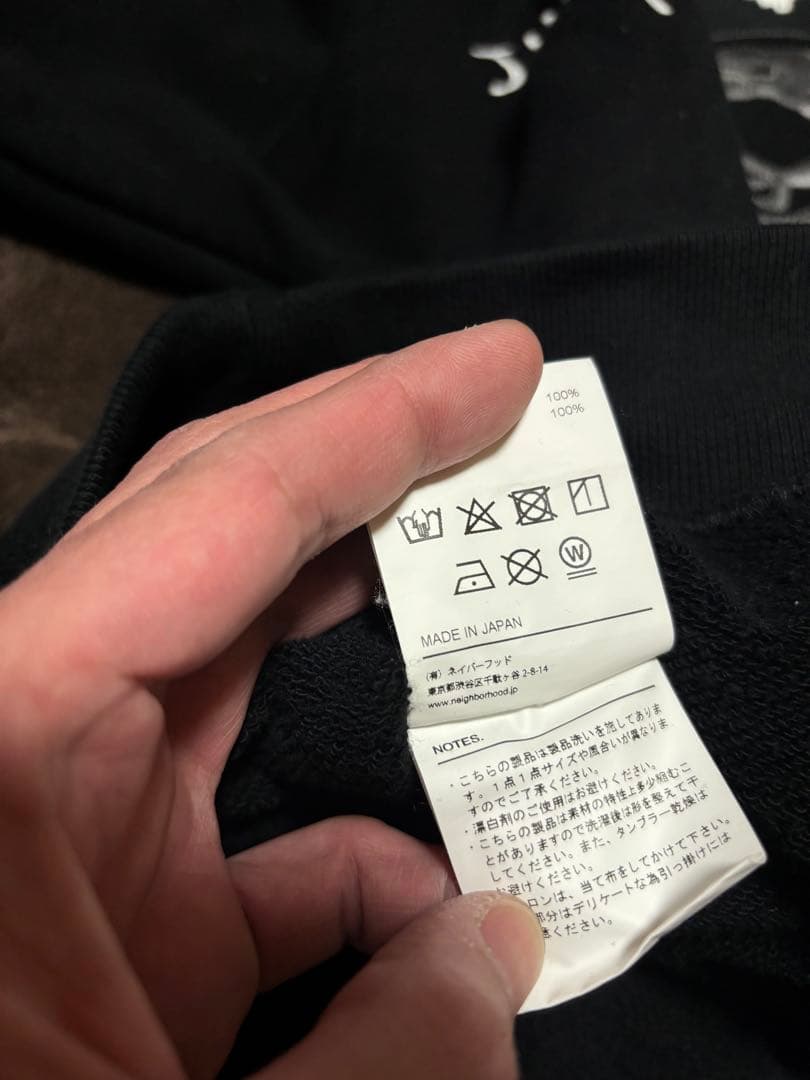 100%
100%
W
MADE IN JAPAN
(有)ネイバーフッド
東京都渋谷区千駄ヶ谷 2-8-14
www.neighborhood.jp
NOTES.
・こちらの製品は製品洗いを施してありま
す。1点1点サイズや風合いが異なりま
すのでご了承ください。
・漂白剤のご使用はお避けください。
・こちらの製品は素材の特性上多少縮むこ
とがありますので洗濯後は形を整えて干
してください。また、タンブラー乾燥は
お避けください。
ロンは、当て布をしてかけて下さい。
部分はデリケートな為引っ掛けには
ください。